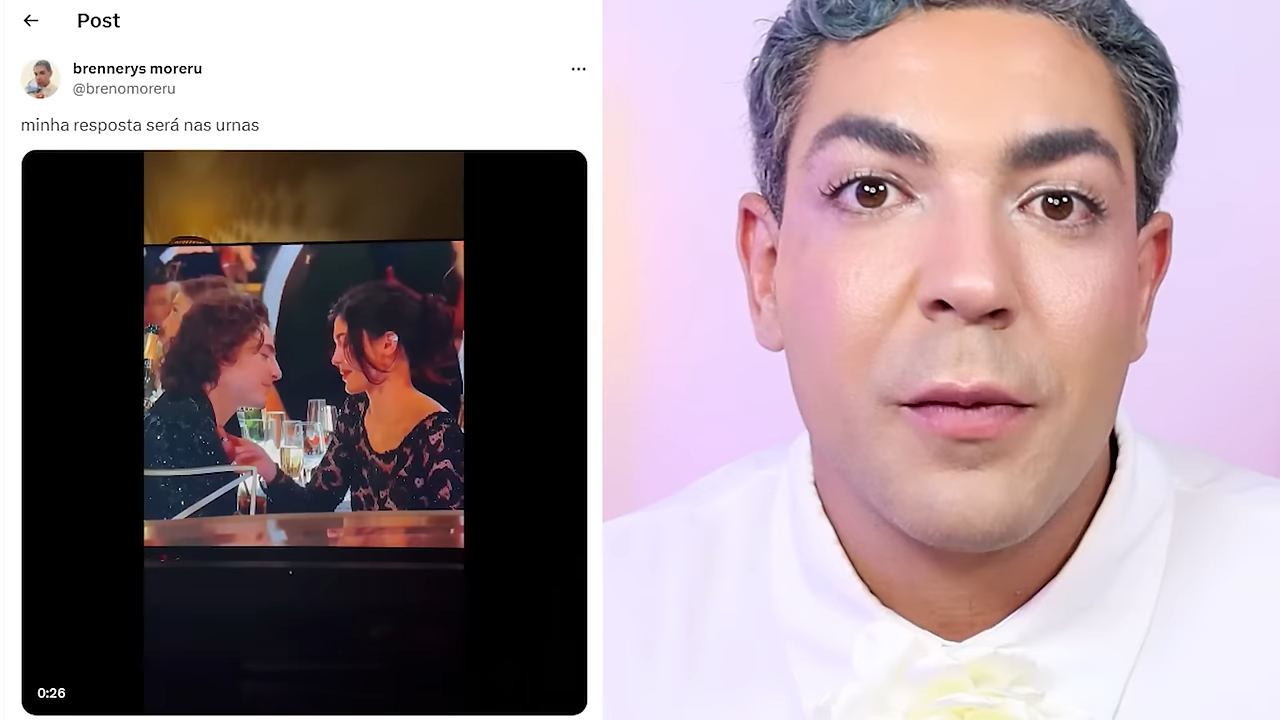 Post
brennerys moreru
@brenomoreru
minha resposta será nas urnas
0:26